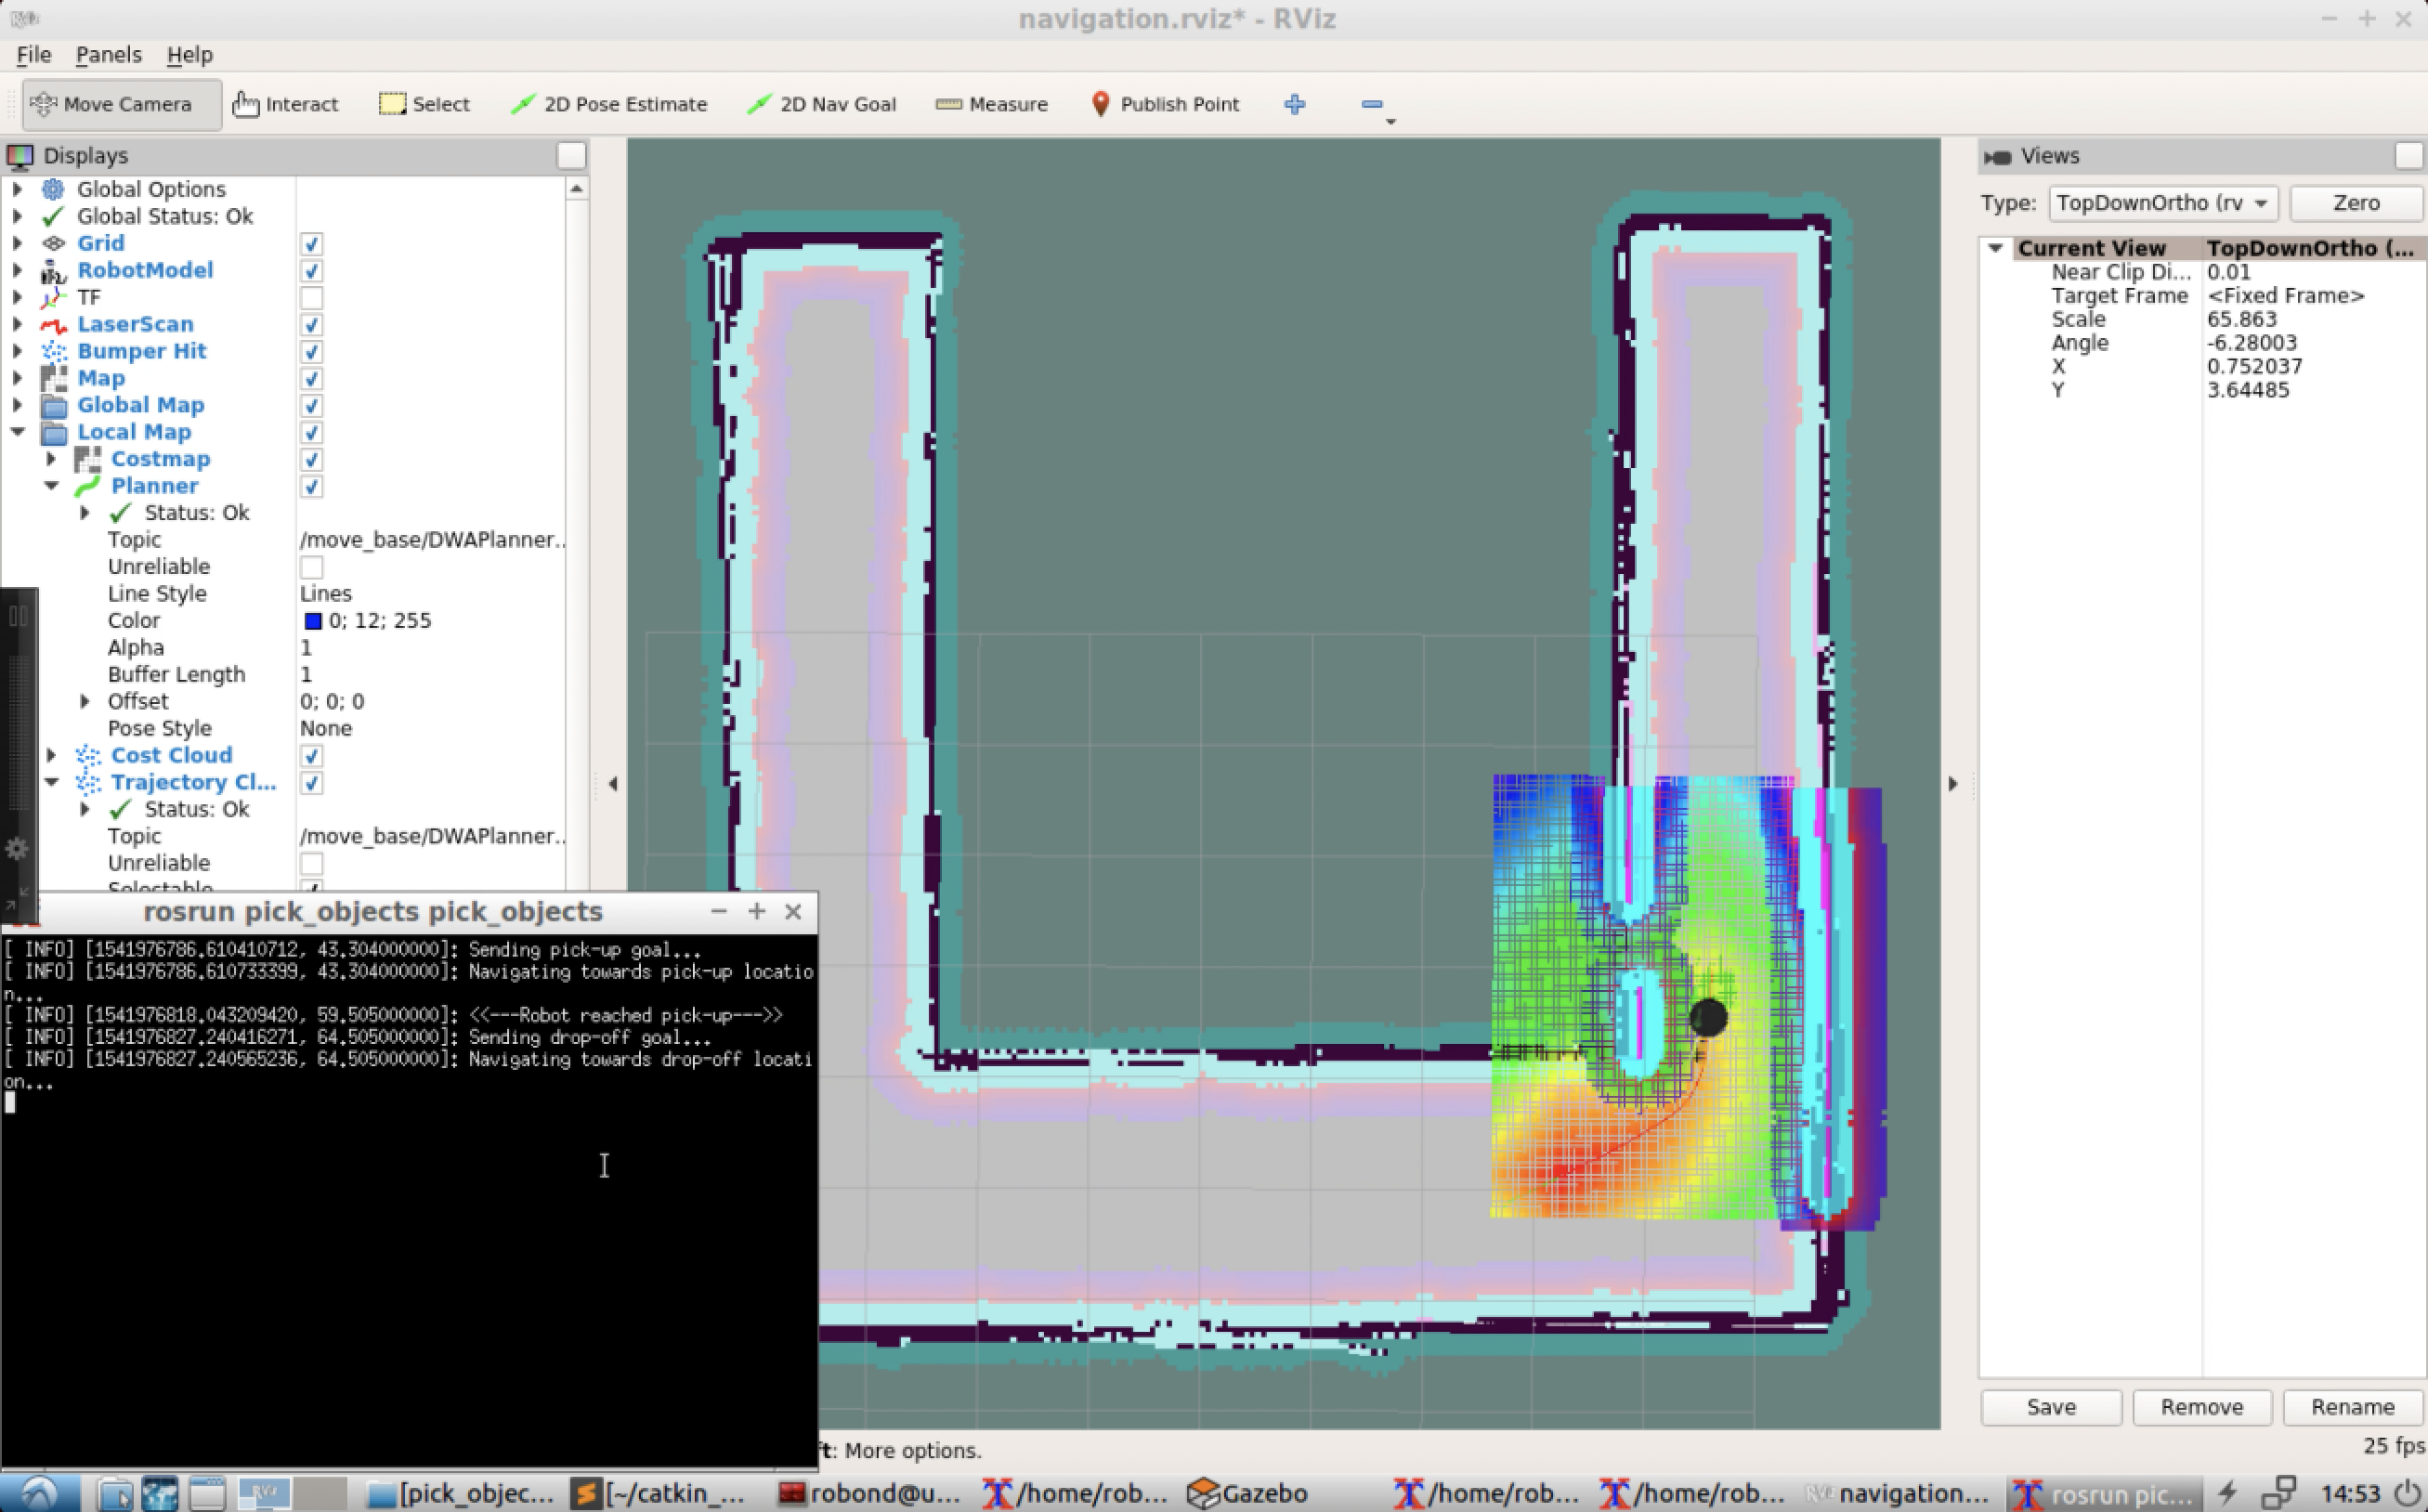 navigation.rviz* - RViz
File Panels Help
Move Camera Interact Select 2D Pose Estimate 2D Nav Goal Measure Publish Point
Displays
Global Options
Global Status: Ok
Grid
RobotModel
TF
LaserScan
Bumper Hit
Map
Global Map
Local Map
Costmap
Planner
Status: Ok
Topic /move_base/DWAPlanner..
Unreliable
Line Style Lines
Color 0; 12; 255
Alpha 1
Buffer Length 1
Offset 0; 0; 0
Pose Style None
Cost Cloud
Trajectory Cl...
Status: Ok
Topic /move_base/DWAPlanner..
Unreliable
Selectable
rosrun pick_objects pick_objects
[ INFO] [1541976786.610410712, 43.304000000]: Sending pick-up goal...
[ INFO] [1541976786.610733399, 43.304000000]: Navigating towards pick-up locatio
n...
[ INFO] [1541976818.043209420, 59.505000000]: <<---Robot reached pick-up--->>
[ INFO] [1541976827.240416271, 64.505000000]: Sending drop-off goal...
[ INFO] [1541976827.240565236, 64.505000000]: Navigating towards drop-off locati
on...
Views
Type: TopDownOrtho (rv Zero
Current View TopDownOrtho (...
Near Clip Di... 0.01
Target Frame <Fixed Frame>
Scale 65.863
Angle -6.28003
X 0.752037
Y 3.64485
Save Remove Rename
ft: More options.
25 fps
RViz [pick_objec... [~/catkin_... robond@u... /home/rob... Gazebo /home/rob... /home/rob... RViz navigation... rosrun pic... 14:53